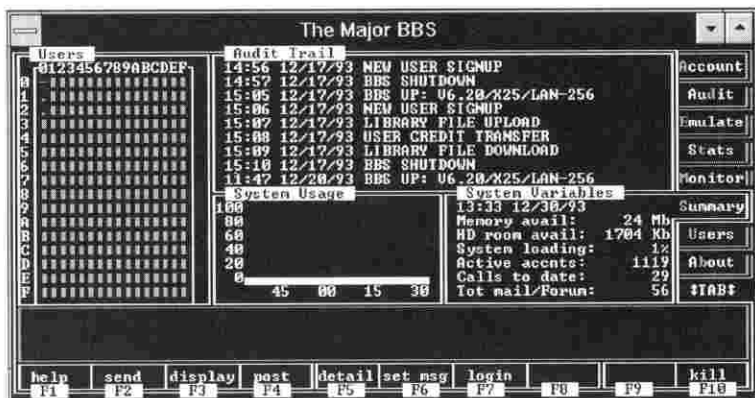 The Major BBS
Users
0123456789ABCDEF
0
1
2
3
4
5
6
7
8
9
A
B
C
D
E
F
Audit Trail
14:56 12/17/93 NEW USER SIGNUP
14:57 12/17/93 BBS SHUTDOWN
15:05 12/17/93 BBS UP: V6.20/X25/LAN-256
15:06 12/17/93 NEW USER SIGNUP
15:07 12/17/93 LIBRARY FILE UPLOAD
15:08 12/17/93 USER CREDIT TRANSFER
15:09 12/17/93 LIBRARY FILE DOWNLOAD
15:10 12/17/93 BBS SHUTDOWN
11:47 12/20/93 BBS UP: V6.20/X25/LAN-256
System Usage
100
80
60
40
20
0
45 00 15 30
System Variables
13:33 12/30/93
Memory avail: 24 Mb
HD room avail: 1704 Kb
System loading: 1%
Active accnts: 1119
Calls to date: 29
Tot mail/Forum: 56
Account
Audit
Emulate
Stats
Monitor
Summary
Users
About
‡TAB‡
help send display post detail set msg login kill
F1 F2 F3 F4 F5 F6 F7 F8 F9 F10